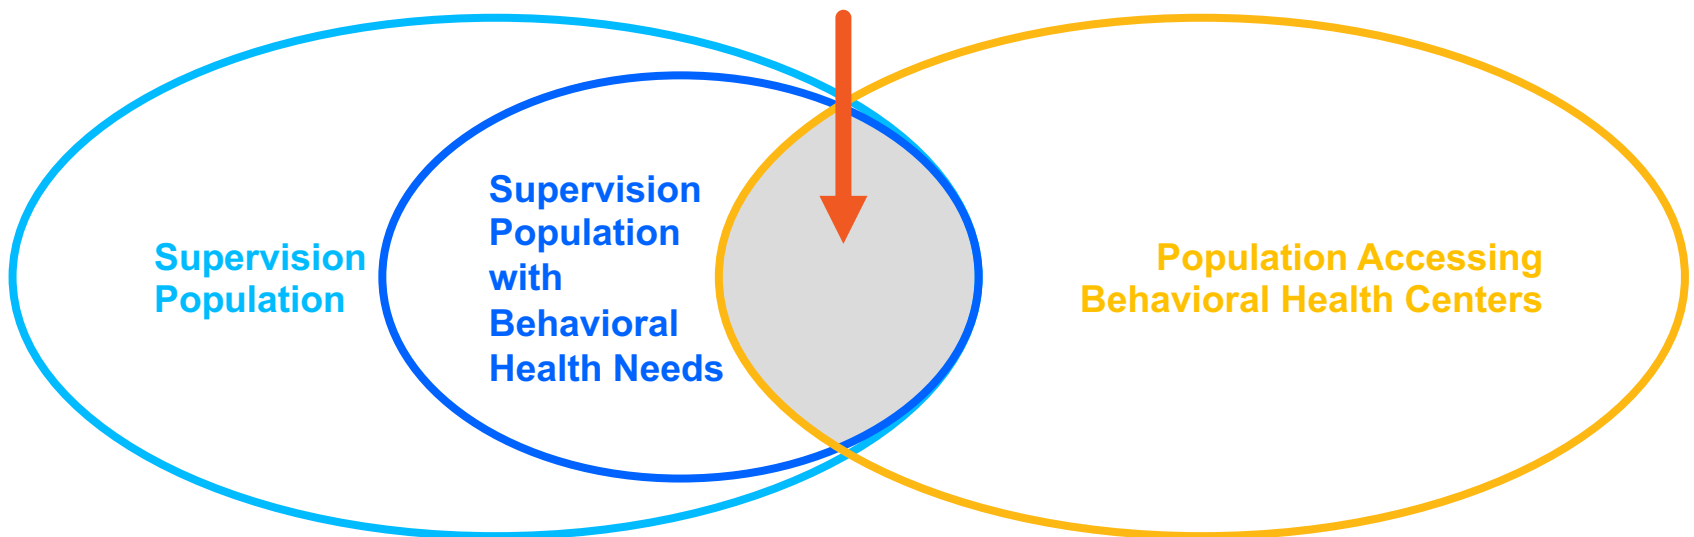 Supervision
Population
Supervision
Population
with
Behavioral
Health Needs
Population Accessing
Behavioral Health Centers